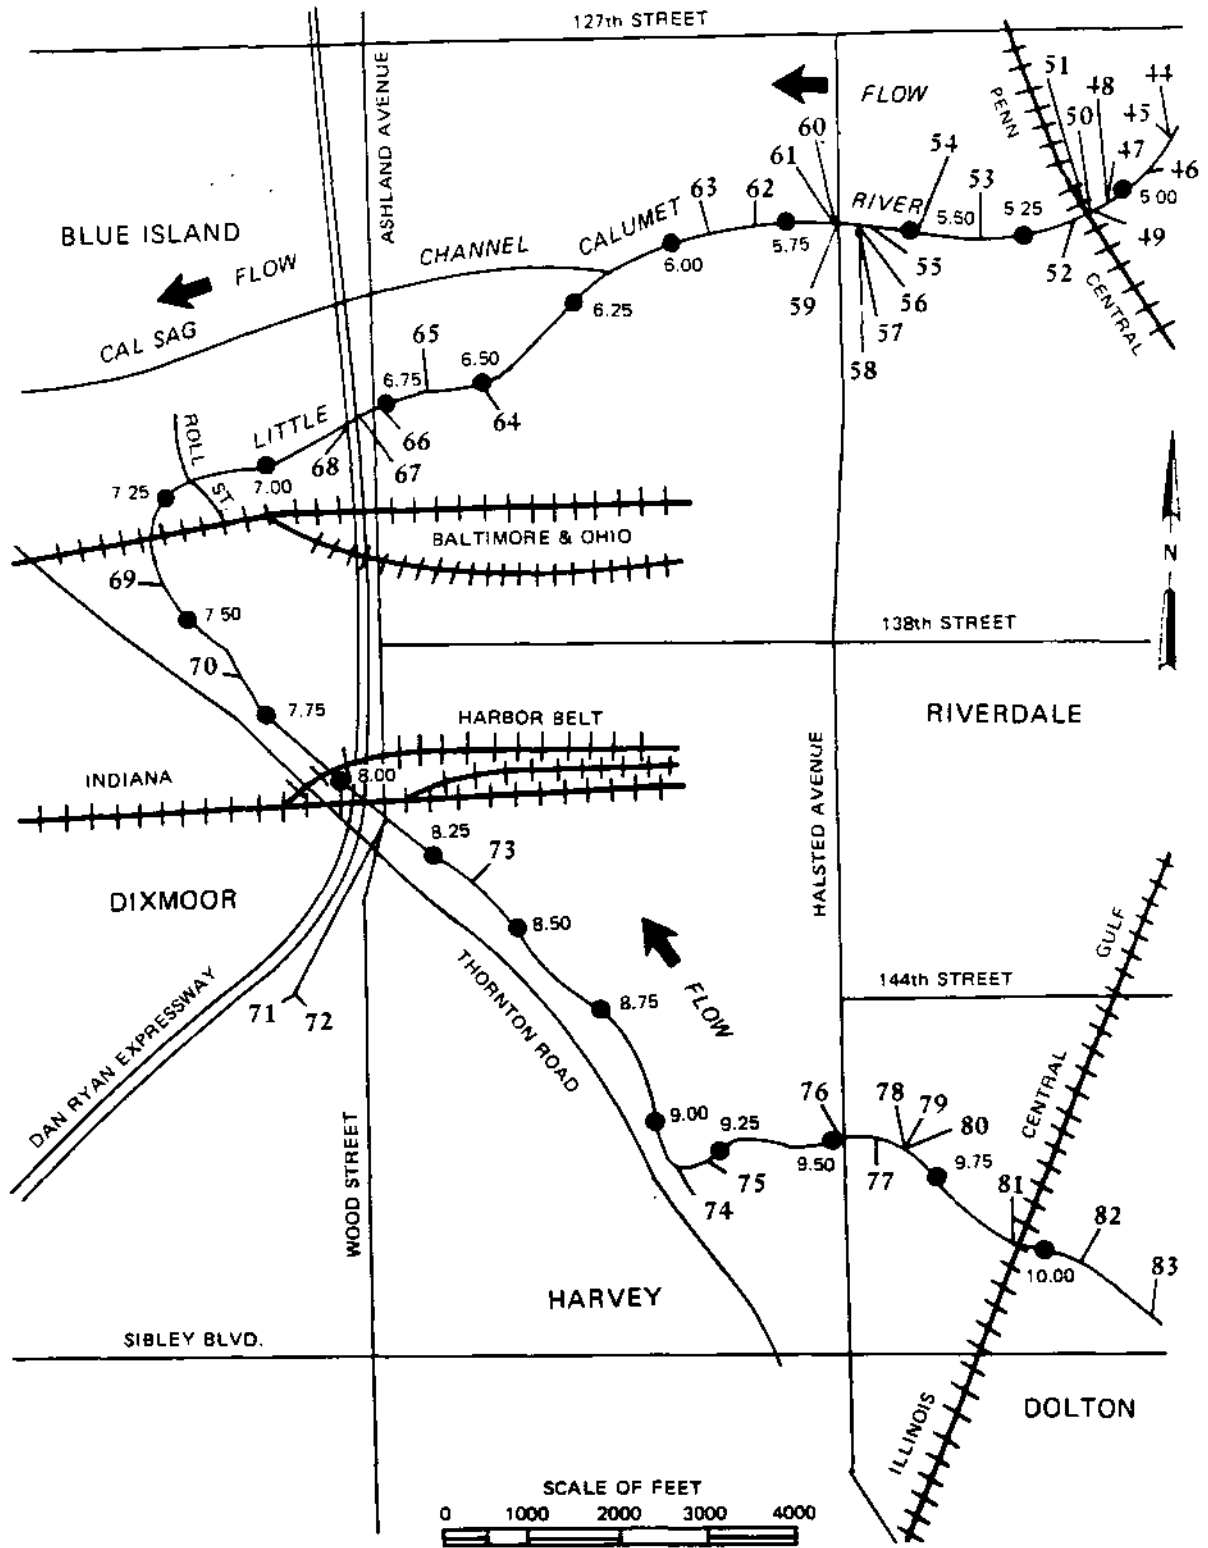 127th STREET
ASHLAND AVENUE
FLOW
PENN
51
48
44
50
45
47
46
60
61
54
53
63
62
RIVER
5.50
5 25
5 00
49
BLUE ISLAND
CHANNEL
CALUMET
5.75
6.00
59
55
56
57
58
52
CENTRAL
FLOW
CAL SAG
6.25
65
6.50
6.75
64
66
LITTLE
68
67
ROLL ST.
7 25
7.00
BALTIMORE & OHIO
69
7 50
N
138th STREET
70
7.75
RIVERDALE
HARBOR BELT
INDIANA
8.00
8.25
73
HALSTED AVENUE
DIXMOOR
8.50
GULF
144th STREET
71
72
THORNTON ROAD
8.75
FLOW
DAN RYAN EXPRESSWAY
CENTRAL
WOOD STREET
9.00
9.25
76
78
79
80
9.50
9.75
77
74
75
81
82
10.00
83
HARVEY
SIBLEY BLVD.
ILLINOIS
DOLTON
SCALE OF FEET
0 1000 2000 3000 4000